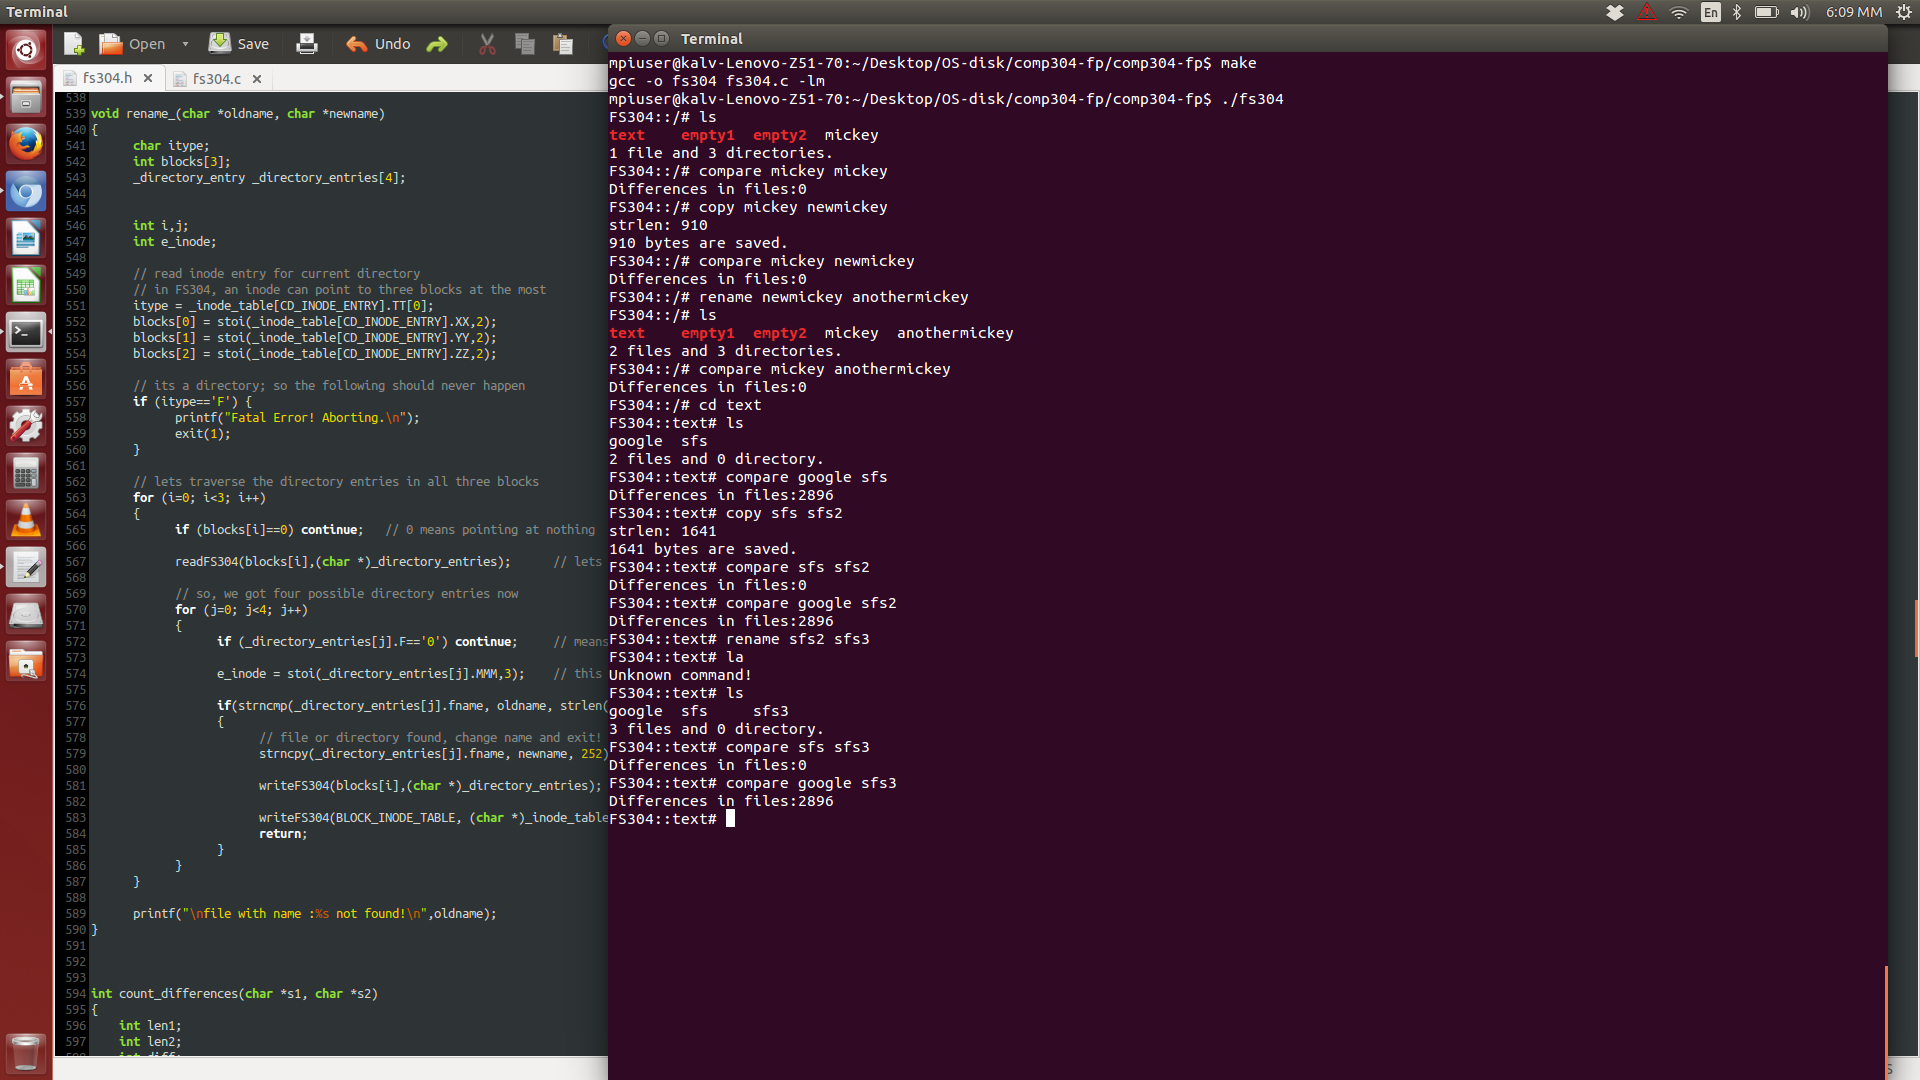 Terminal
En
6:09 MM
Open
Save
Undo
fs304.h
fs304.c
538
539 void rename_(char *oldname, char *newname)
540 {
541 char itype;
542 int blocks[3];
543 _directory_entry _directory_entries[4];
544
545
546 int i,j;
547 int e_inode;
548
549 // read inode entry for current directory
550 // in FS304, an inode can point to three blocks at the most
551 itype = _inode_table[CD_INODE_ENTRY].TT[0];
552 blocks[0] = stoi(_inode_table[CD_INODE_ENTRY].XX,2);
553 blocks[1] = stoi(_inode_table[CD_INODE_ENTRY].YY,2);
554 blocks[2] = stoi(_inode_table[CD_INODE_ENTRY].ZZ,2);
555
556 // its a directory; so the following should never happen
557 if (itype=='F') {
558 printf("Fatal Error! Aborting.\n");
559 exit(1);
560 }
561
562 // lets traverse the directory entries in all three blocks
563 for (i=0; i<3; i++)
564 {
565 if (blocks[i]==0) continue; // 0 means pointing at nothing
566
567 readFS304(blocks[i],(char *)_directory_entries); // lets
568
569 // so, we got four possible directory entries now
570 for (j=0; j<4; j++)
571 {
572 if (_directory_entries[j].F=='0') continue; // means
573
574 e_inode = stoi(_directory_entries[j].MMM,3); // this
575
576 if(strncmp(_directory_entries[j].fname, oldname, strlen(
577 {
578 // file or directory found, change name and exit!
579 strncpy(_directory_entries[j].fname, newname, 252)
580
581 writeFS304(blocks[i],(char *)_directory_entries);
582
583 writeFS304(BLOCK_INODE_TABLE, (char *)_inode_table
584 return;
585 }
586 }
587 }
588
589 printf("\nfile with name :%s not found!\n",oldname);
590 }
591
592
593
594 int count_differences(char *s1, char *s2)
595 {
596 int len1;
597 int len2;
Terminal
mpiuser@kalv-Lenovo-Z51-70:~/Desktop/OS-disk/comp304-fp/comp304-fp$ make
gcc -o fs304 fs304.c -lm
mpiuser@kalv-Lenovo-Z51-70:~/Desktop/OS-disk/comp304-fp/comp304-fp$ ./fs304
FS304::/# ls
text empty1 empty2 mickey
1 file and 3 directories.
FS304::/# compare mickey mickey
Differences in files:0
FS304::/# copy mickey newmickey
strlen: 910
910 bytes are saved.
FS304::/# compare mickey newmickey
Differences in files:0
FS304::/# rename newmickey anothermickey
FS304::/# ls
text empty1 empty2 mickey anothermickey
2 files and 3 directories.
FS304::/# compare mickey anothermickey
Differences in files:0
FS304::/# cd text
FS304::text# ls
google sfs
2 files and 0 directory.
FS304::text# compare google sfs
Differences in files:2896
FS304::text# copy sfs sfs2
strlen: 1641
1641 bytes are saved.
FS304::text# compare sfs sfs2
Differences in files:0
FS304::text# compare google sfs2
Differences in files:2896
FS304::text# rename sfs2 sfs3
FS304::text# la
Unknown command!
FS304::text# ls
google sfs sfs3
3 files and 0 directory.
FS304::text# compare sfs sfs3
Differences in files:0
FS304::text# compare google sfs3
Differences in files:2896
FS304::text#